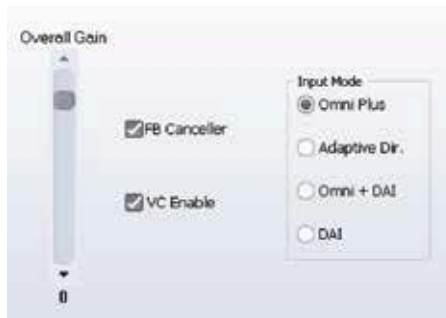 Overall Gain
Input Mode
Omni Plus
FB Canceller
Adaptive Dir.
VC Enable
Omni + DAI
DAI
0